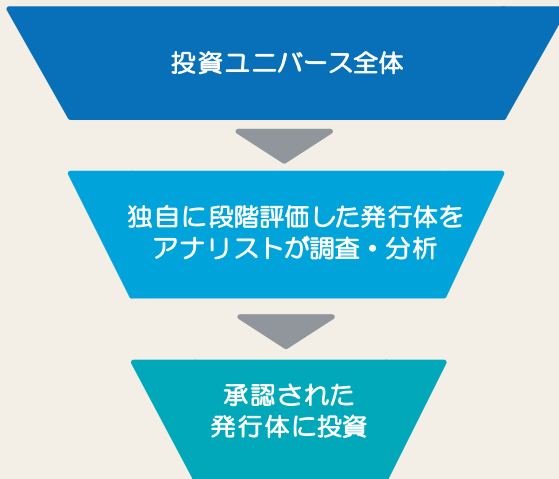 投資ユニバース全体
独自に段階評価した発行体を
アナリストが調査・分析
承認された
発行体に投資